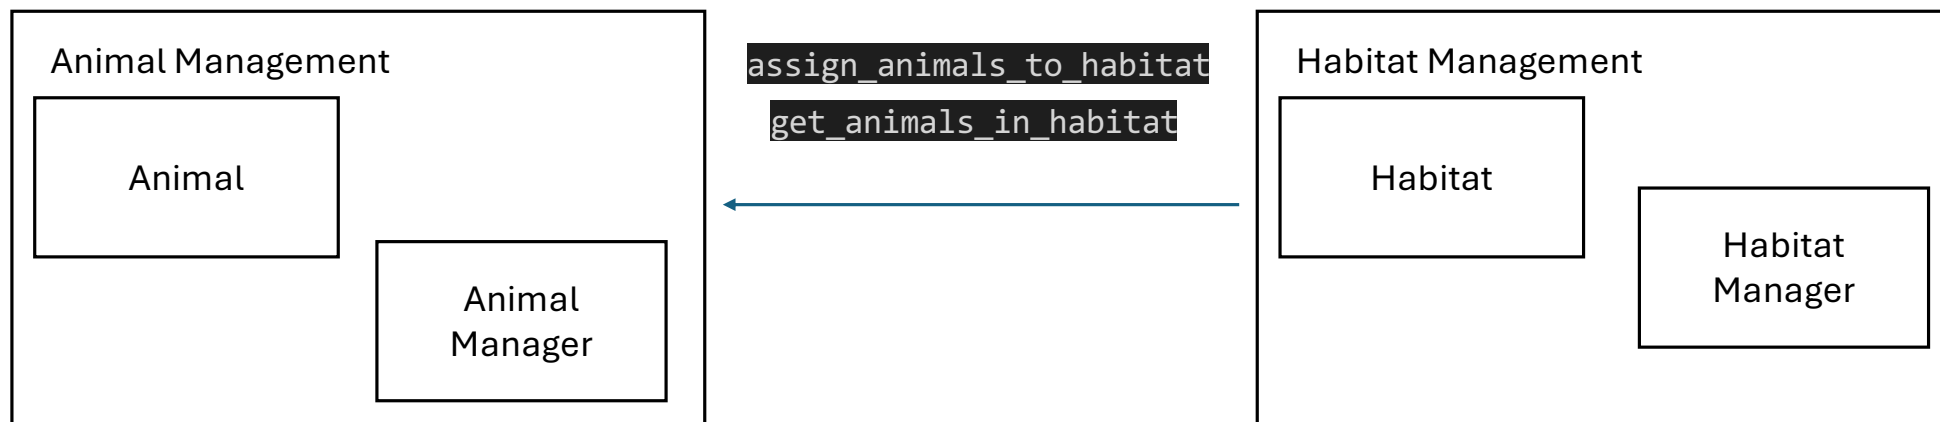 Animal Management
Animal
Animal
Manager
assign_animals_to_habitat
get_animals_in_habitat
Habitat Management
Habitat
Habitat
Manager